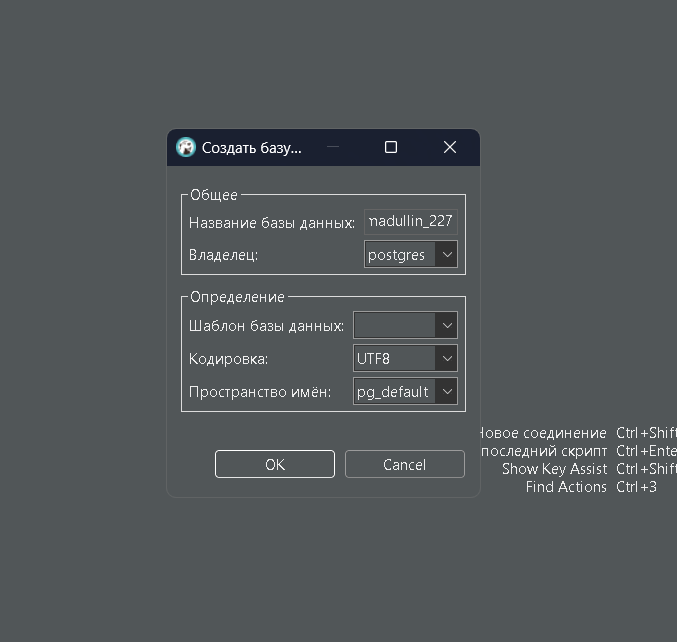 Создать базу...
Общее
Название базы данных: madullin_227
Владелец: postgres
Определение
Шаблон базы данных:
Кодировка: UTF8
Пространство имён: pg_default
OK Cancel
Новое соединение Ctrl+Shift
последний скрипт Ctrl+Ente
Show Key Assist Ctrl+Shift
Find Actions Ctrl+3